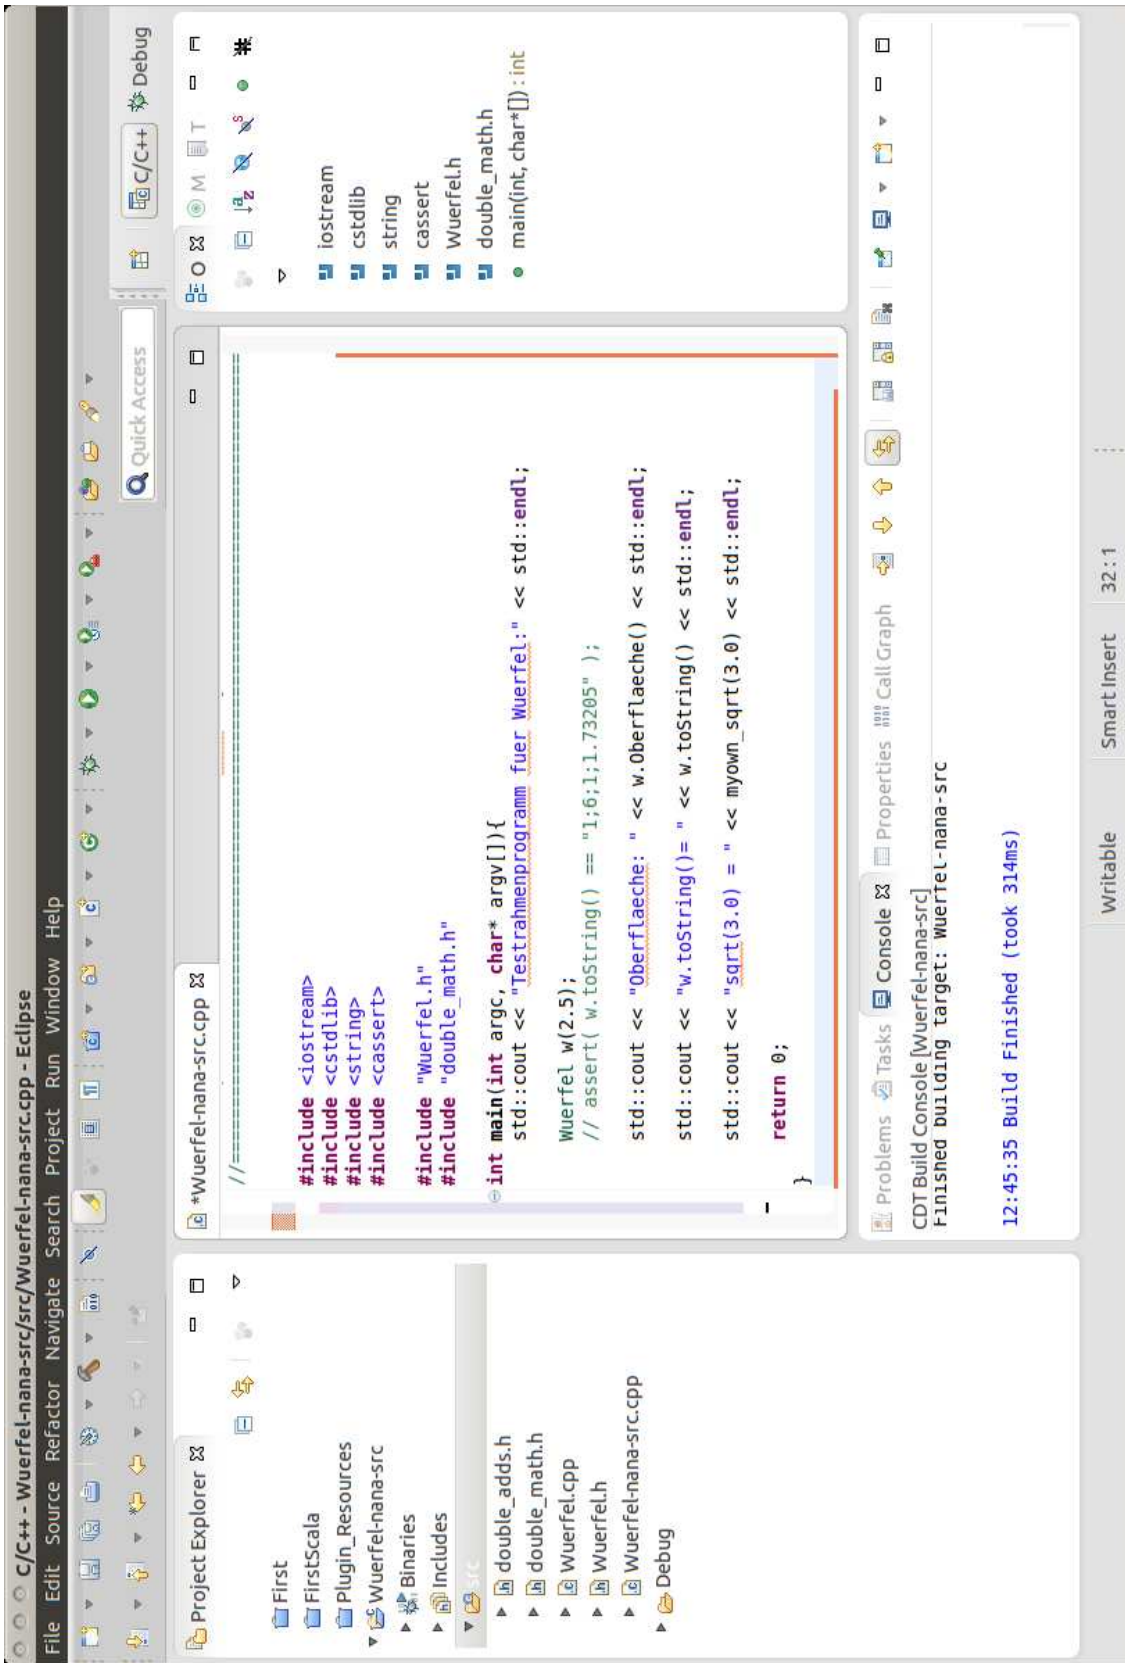 C/C++ - Wuerfel-nana-src/src/Wuerfel-nana-src.cpp - Eclipse
File Edit Source Refactor Navigate Search Project Run Window Help
Quick Access
C/C++ Debug
Project Explorer
First
FirstScala
Plugin_Resources
Wuerfel-nana-src
Binaries
Includes
src
double_adds.h
double_math.h
Wuerfel.cpp
Wuerfel.h
Wuerfel-nana-src.cpp
Debug
*Wuerfel-nana-src.cpp
//============================================================================
#include <iostream>
#include <cstdlib>
#include <string>
#include <cassert>
#include "Wuerfel.h"
#include "double_math.h"
int main(int argc, char* argv[]){
std::cout << "Testrahmenprogramm fuer Wuerfel:" << std::endl;
Wuerfel w(2.5);
// assert( w.toString() == "1;6;1;1.73205" );
std::cout << "Oberflaeche: " << w.Oberflaeche() << std::endl;
std::cout << "w.toString()= " << w.toString() << std::endl;
std::cout << "sqrt(3.0) = " << myown_sqrt(3.0) << std::endl;
return 0;
}
O M T
iostream
cstdlib
string
cassert
Wuerfel.h
double_math.h
main(int, char*[]) : int
Problems Tasks Console Properties Call Graph
CDT Build Console [Wuerfel-nana-src]
Finished building target: Wuerfel-nana-src
12:45:35 Build Finished (took 314ms)
Writable Smart Insert 32 : 1